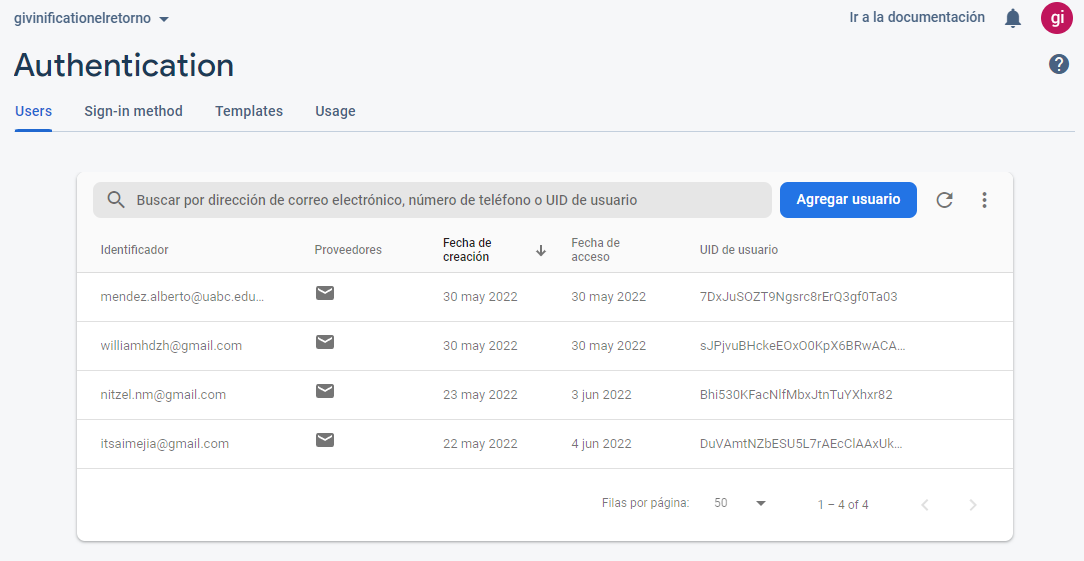 givinificationelretorno
Ir a la documentación
gi
Authentication
Users Sign-in method Templates Usage
Buscar por dirección de correo electrónico, número de teléfono o UID de usuario
Agregar usuario
Identificador Proveedores Fecha de creación Fecha de acceso UID de usuario
mendez.alberto@uabc.edu... 30 may 2022 30 may 2022 7DxJuSOZT9Ngsrc8rErQ3gf0Ta03
williamhdzh@gmail.com 30 may 2022 30 may 2022 sJPjvuBHckeEOxO0KpX6BRwACA...
nitzel.nm@gmail.com 23 may 2022 3 jun 2022 Bhi530KFacNlfMbxJtnTuYXhxr82
itsaimejia@gmail.com 22 may 2022 4 jun 2022 DuVAmtNZbESU5L7rAEcClAAxUk...
Filas por página: 50 1 – 4 of 4